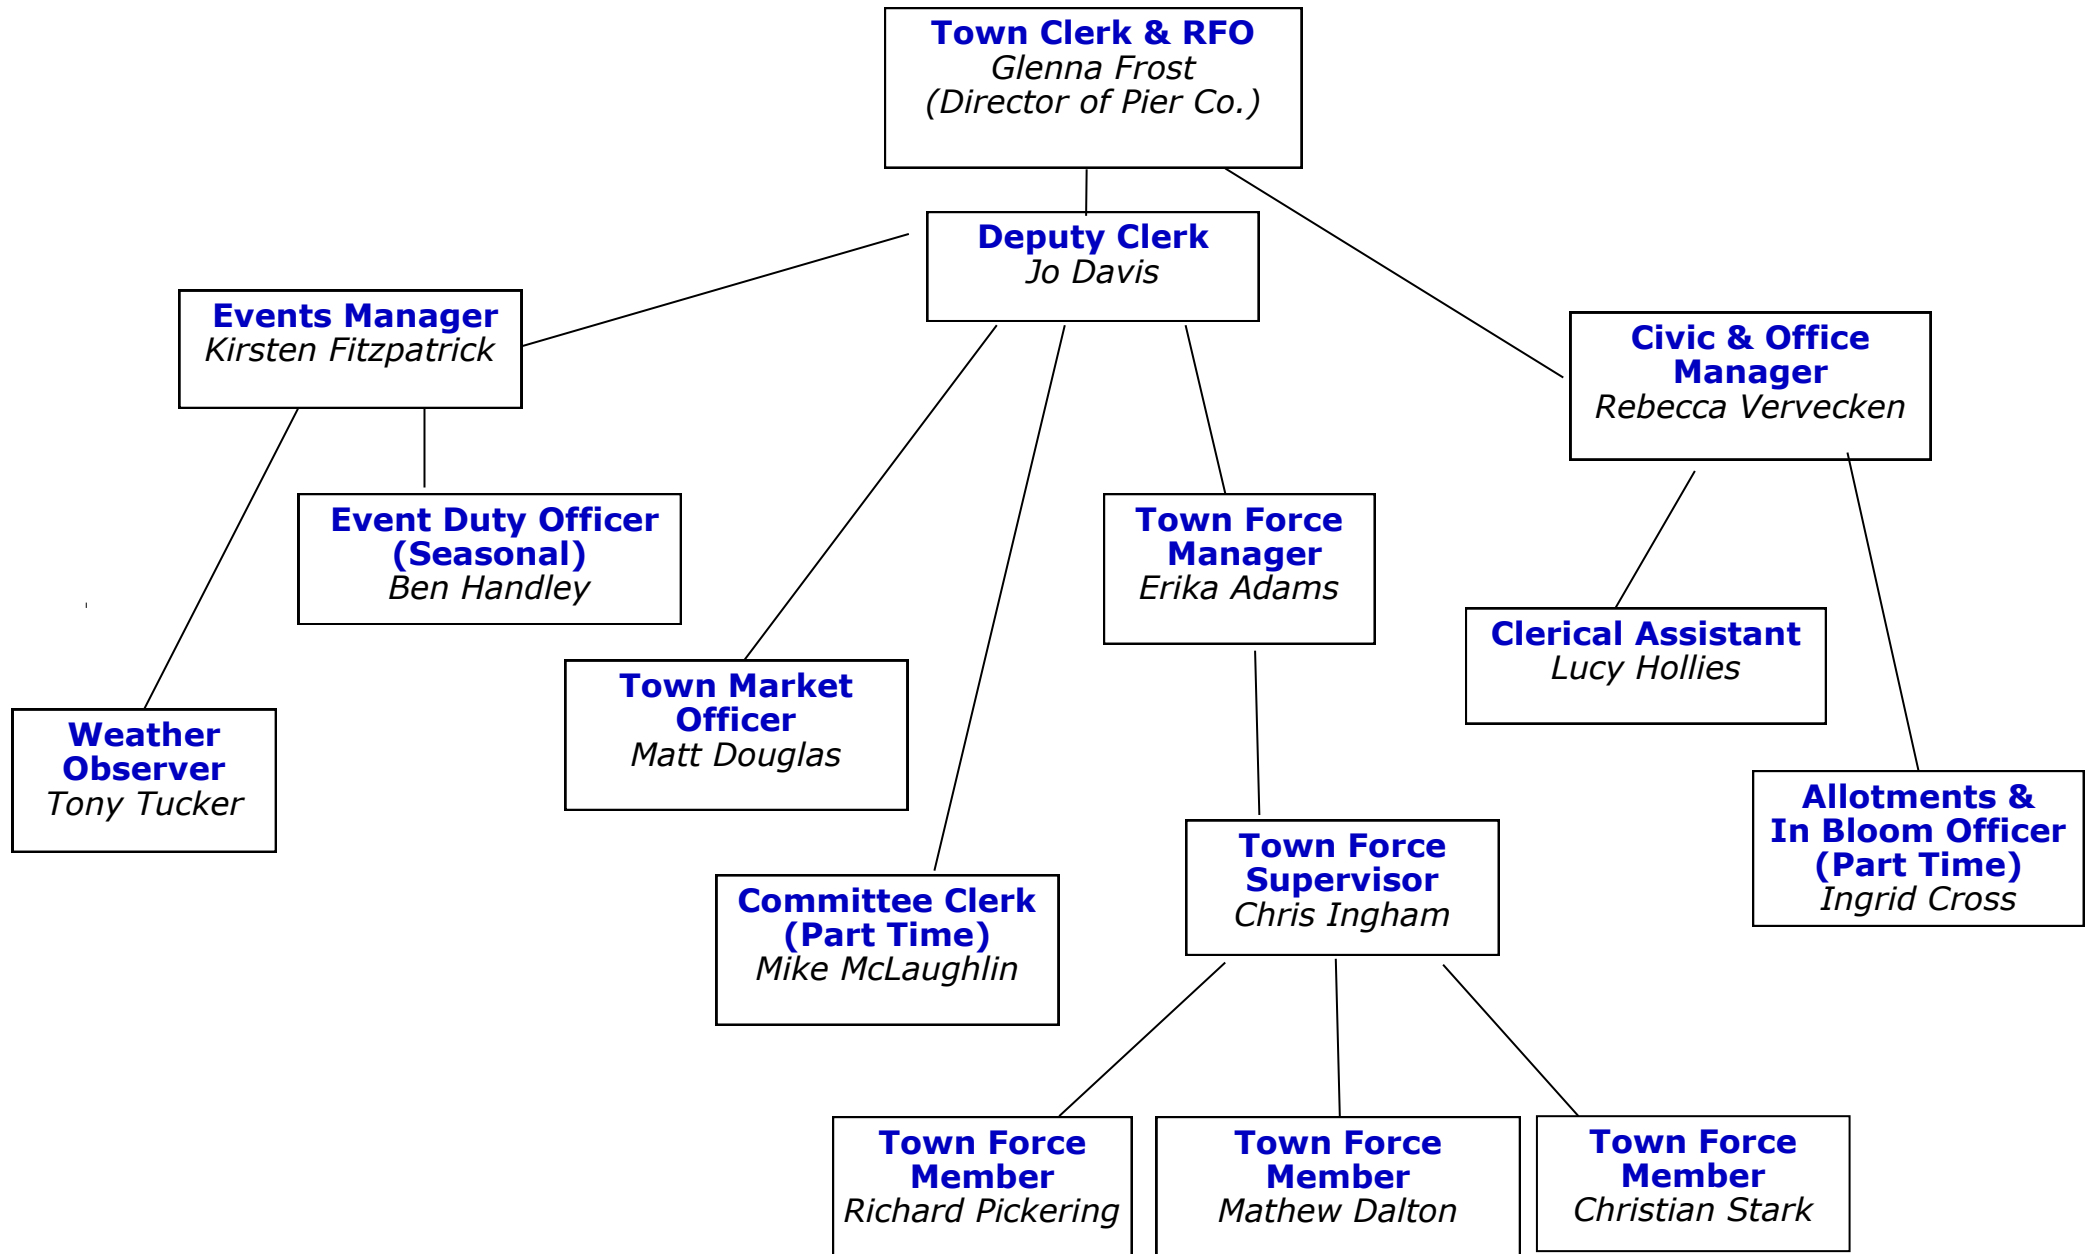 Town Clerk & RFO
Glenna Frost
(Director of Pier Co.)
Deputy Clerk
Jo Davis
Events Manager
Kirsten Fitzpatrick
Civic & Office
Manager
Rebecca Vervecken
Event Duty Officer
(Seasonal)
Ben Handley
Town Force
Manager
Erika Adams
Clerical Assistant
Lucy Hollies
Town Market
Officer
Matt Douglas
Weather
Observer
Tony Tucker
Allotments &
In Bloom Officer
(Part Time)
Ingrid Cross
Town Force
Supervisor
Chris Ingham
Committee Clerk
(Part Time)
Mike McLaughlin
Town Force
Member
Richard Pickering
Town Force
Member
Mathew Dalton
Town Force
Member
Christian Stark